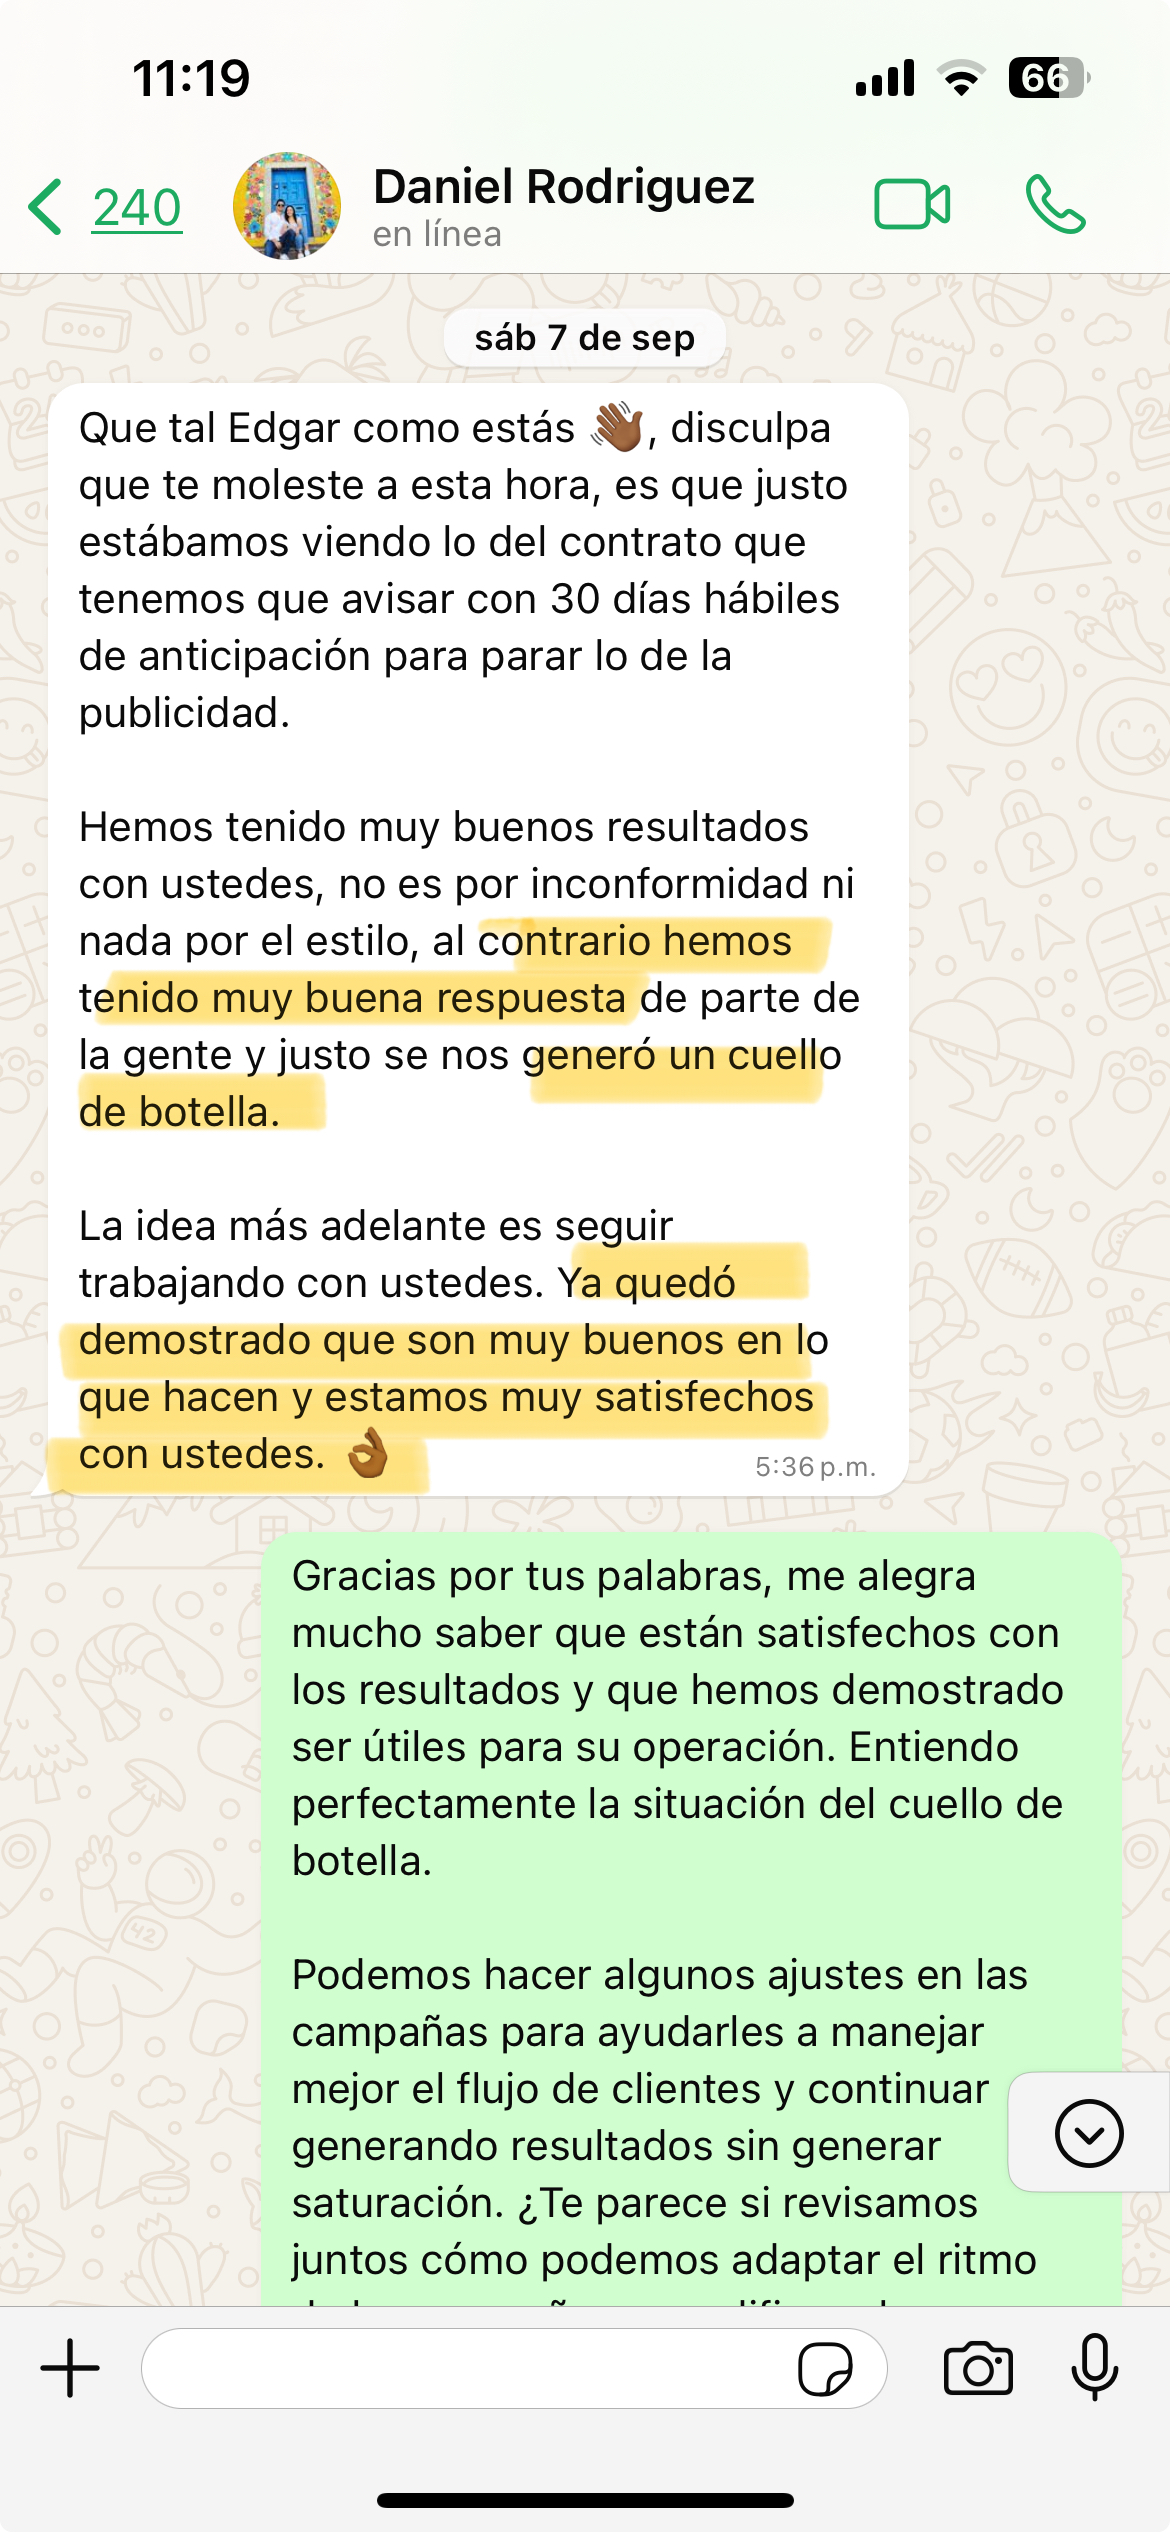 11:19
66
240
Daniel Rodriguez
en línea
sáb 7 de sep
Que tal Edgar como estás 👋🏾, disculpa
que te moleste a esta hora, es que justo
estábamos viendo lo del contrato que
tenemos que avisar con 30 días hábiles
de anticipación para parar lo de la
publicidad.
Hemos tenido muy buenos resultados
con ustedes, no es por inconformidad ni
nada por el estilo, al contrario hemos
tenido muy buena respuesta de parte de
la gente y justo se nos generó un cuello
de botella.
La idea más adelante es seguir
trabajando con ustedes. Ya quedó
demostrado que son muy buenos en lo
que hacen y estamos muy satisfechos
con ustedes. 👌🏾
5:36 p.m.
Gracias por tus palabras, me alegra
mucho saber que están satisfechos con
los resultados y que hemos demostrado
ser útiles para su operación. Entiendo
perfectamente la situación del cuello de
botella.
Podemos hacer algunos ajustes en las
campañas para ayudarles a manejar
mejor el flujo de clientes y continuar
generando resultados sin generar
saturación. ¿Te parece si revisamos
juntos cómo podemos adaptar el ritmo